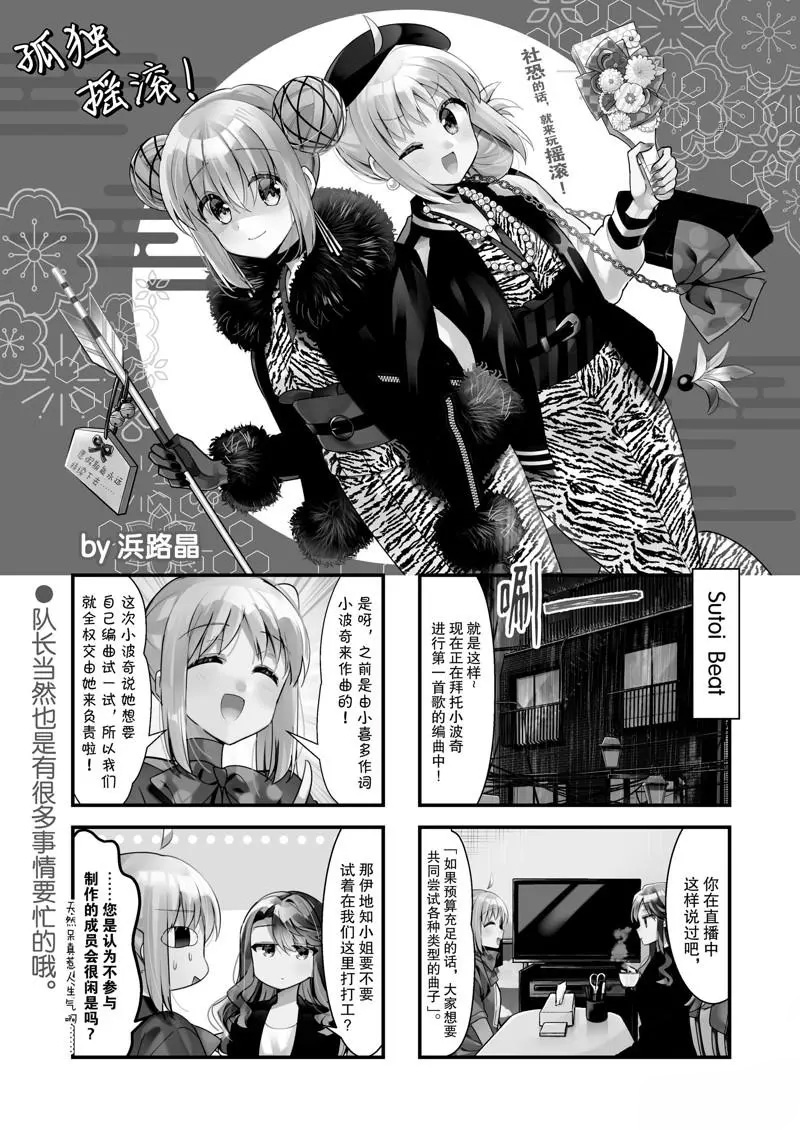 孤独
摇滚！
社恐的话，就来玩摇滚！
by 浜路晶
Sutoi Beat
唰
就是这样~
现在正在拜托小波奇
进行第一首歌的编曲中！
是呀，之前是由小喜多作词
小波奇来作曲的！
这次小波奇说她想要
自己编曲试一试，所以我们
就全权交由她来负责啦！
你在直播中
这样说过吧，
「如果预算充足的话，大家想要
共同尝试各种类型的曲子」。
那伊地知小姐要不要
试着在我们这里打打工？
……您是认为不参与
制作的成员会很闲是吗？
天然呆真惹人生气啊……
●队长当然也是有很多事情要忙的哦。